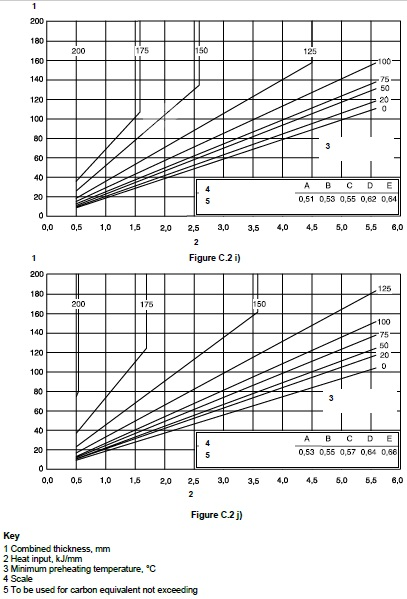 1
200
180
160
140
120
100
80
60
40
20
0
200 175 150 125
100
75
50
20
0
3
4 A B C D E
5 0,51 0,53 0,55 0,62 0,64
0,0 0,5 1,0 1,5 2,0 2,5 3,0 3,5 4,0 4,5 5,0 5,5 6,0
2
1 Figure C.2 i)
200
180
160
140
120
100
80
60
40
20
0
200 175 150
125
100
75
50
20
0
3
4 A B C D E
5 0,53 0,55 0,57 0,64 0,66
0,0 0,5 1,0 1,5 2,0 2,5 3,0 3,5 4,0 4,5 5,0 5,5 6,0
2
Figure C.2 j)
Key
1 Combined thickness, mm
2 Heat input, kJ/mm
3 Minimum preheating temperature, °C
4 Scale
5 To be used for carbon equivalent not exceeding